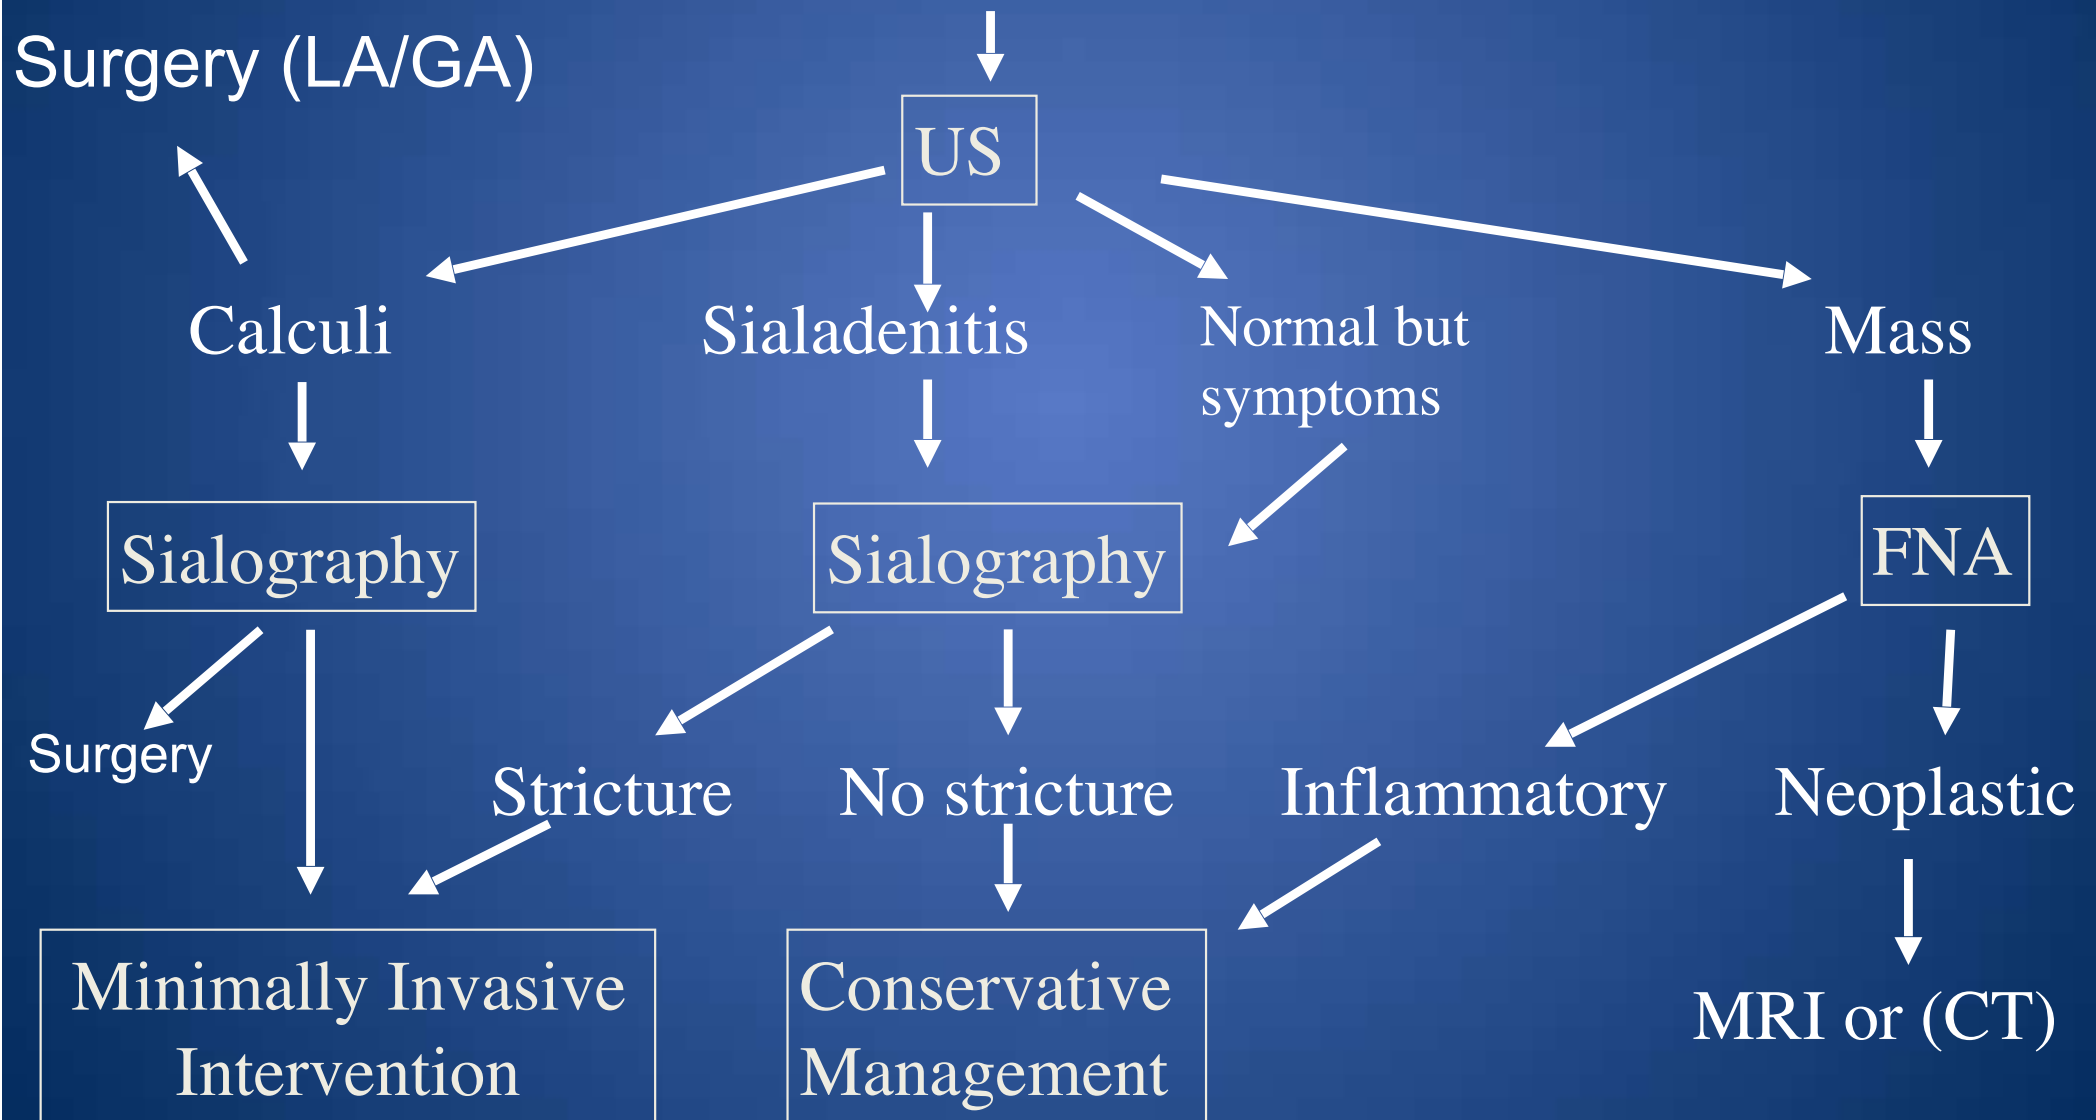 Surgery (LA/GA)
US
Calculi
Sialadenitis
Normal but
symptoms
Mass
Sialography
Sialography
FNA
Surgery
Stricture
No stricture
Inflammatory
Neoplastic
Minimally Invasive
Intervention
Conservative
Management
MRI or (CT)